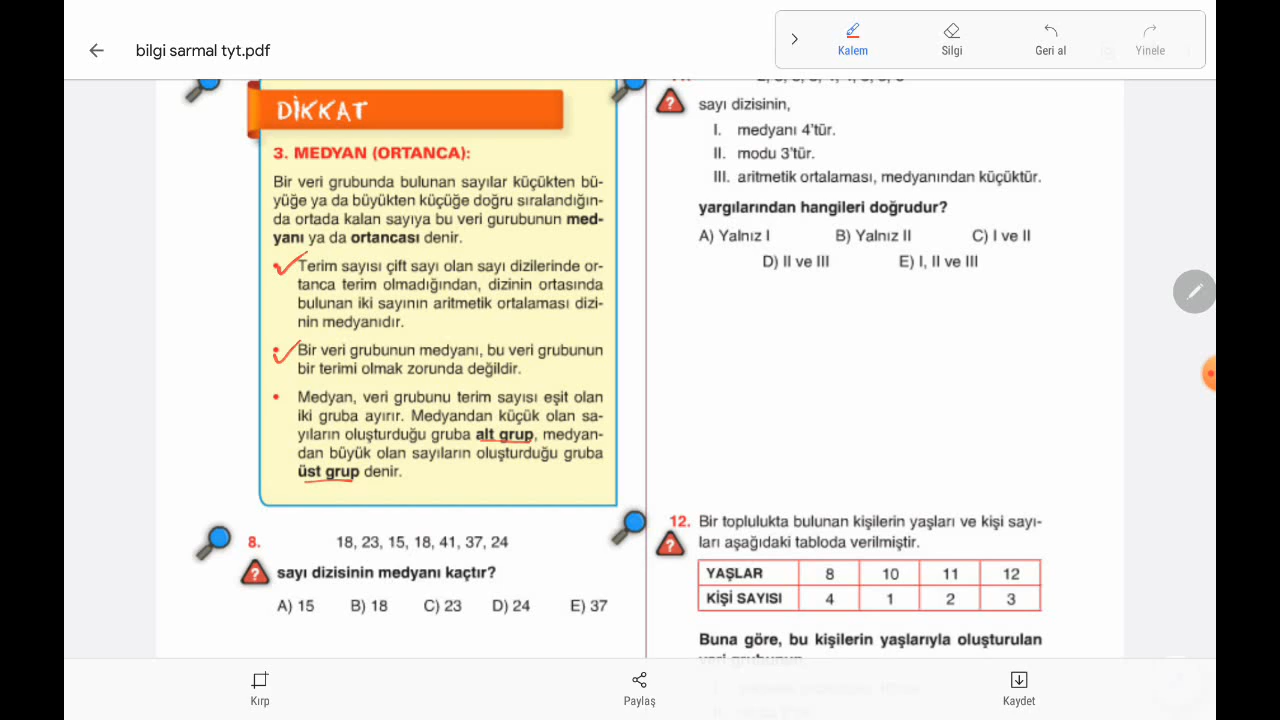 bilgi sarmal tyt.pdf
Kalem
Silgi
Geri al
Yinele
DİKKAT
3. MEDYAN (ORTANCA):
Bir veri grubunda bulunan sayılar küçükten bü-
yüğe ya da büyükten küçüğe doğru sıralandığın-
da ortada kalan sayıya bu veri gurubunun med-
yanı ya da ortancası denir.
Terim sayısı çift sayı olan sayı dizilerinde or-
tanca terim olmadığından, dizinin ortasında
bulunan iki sayının aritmetik ortalaması dizi-
nin medyanıdır.
• Bir veri grubunun medyanı, bu veri grubunun
bir terimi olmak zorunda değildir.
• Medyan, veri grubunu terim sayısı eşit olan
iki gruba ayırır. Medyandan küçük olan sa-
yıların oluşturduğu gruba alt grup, medyan-
dan büyük olan sayıların oluşturduğu gruba
üst grup denir.
8. 18, 23, 15, 18, 41, 37, 24
? sayı dizisinin medyanı kaçtır?
A) 15 B) 18 C) 23 D) 24 E) 37
? sayı dizisinin,
I. medyanı 4'tür.
II. modu 3'tür.
III. aritmetik ortalaması, medyanından küçüktür.
yargılarından hangileri doğrudur?
A) Yalnız I B) Yalnız II C) I ve II
D) II ve III E) I, II ve III
12. Bir toplulukta bulunan kişilerin yaşları ve kişi sayı-
? ları aşağıdaki tabloda verilmiştir.
YAŞLAR 8 10 11 12
KİŞİ SAYISI 4 1 2 3
Buna göre, bu kişilerin yaşlarıyla oluşturulan
Kırp
Paylaş
Kaydet